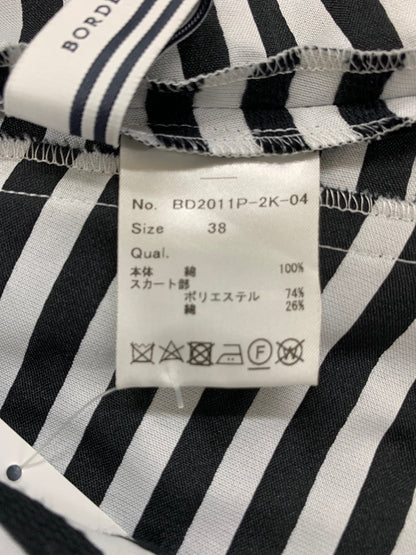 BORDE
No. BD2011P-2K-04
Size 38
Qual.
本体 綿 100%
スカート部
ポリエステル 74%
綿 26%
F W